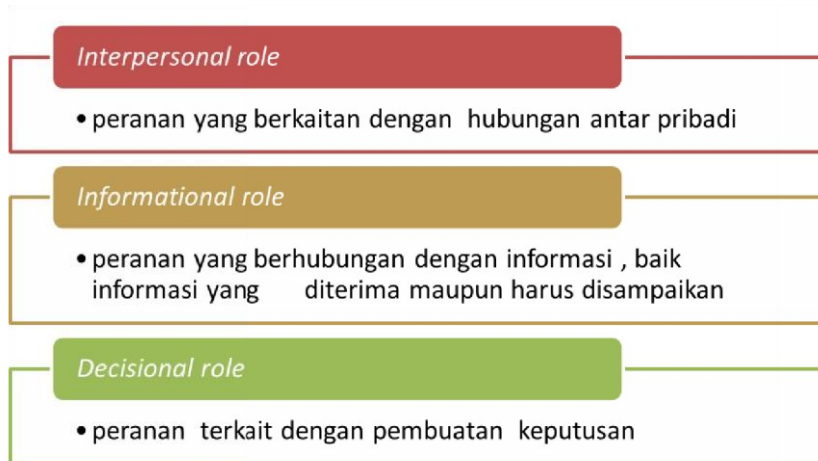 Interpersonal role
• peranan yang berkaitan dengan hubungan antar pribadi
Informational role
• peranan yang berhubungan dengan informasi , baik
informasi yang diterima maupun harus disampaikan
Decisional role
• peranan terkait dengan pembuatan keputusan